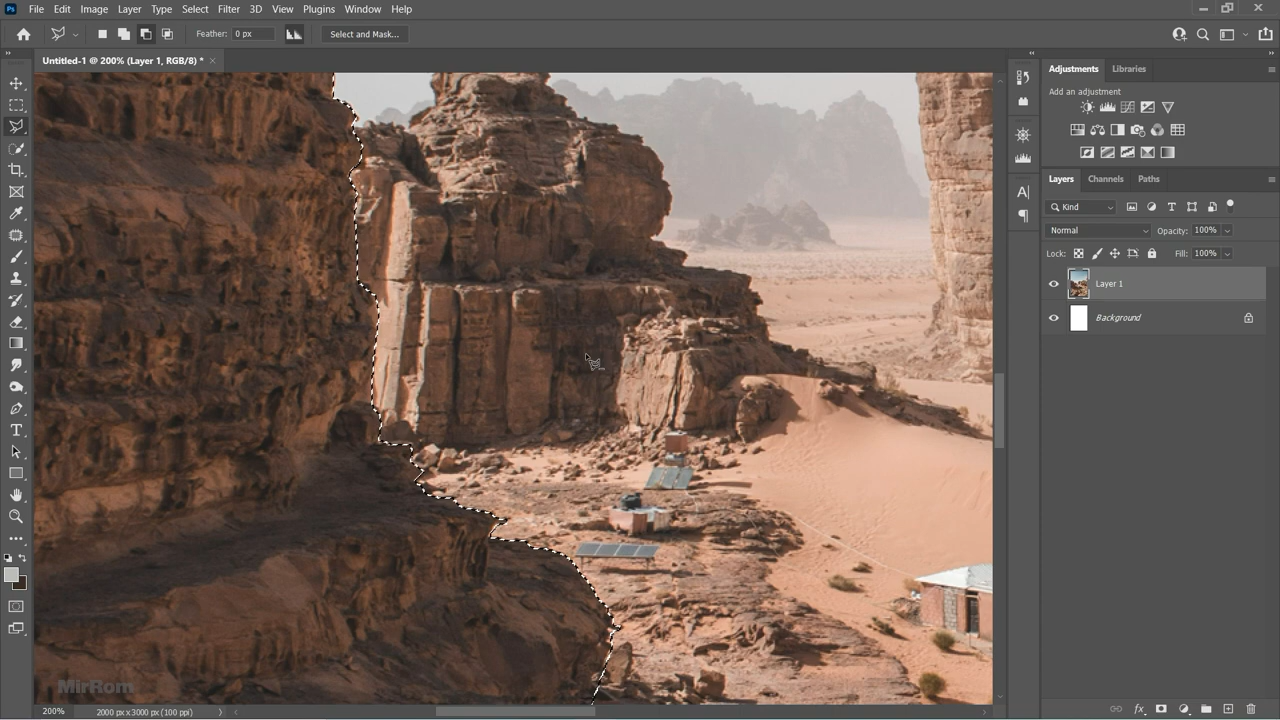 Ps File Edit Image Layer Type Select Filter 3D View Plugins Window Help
Feather: 0 px Select and Mask...
Untitled-1 @ 200% (Layer 1, RGB/8) * ×
Adjustments Libraries
Add an adjustment
Layers Channels Paths
Kind
Normal Opacity: 100%
Lock: Fill: 100%
Layer 1
Background
MirRom
200% 2000 px x 3000 px (100 ppi)